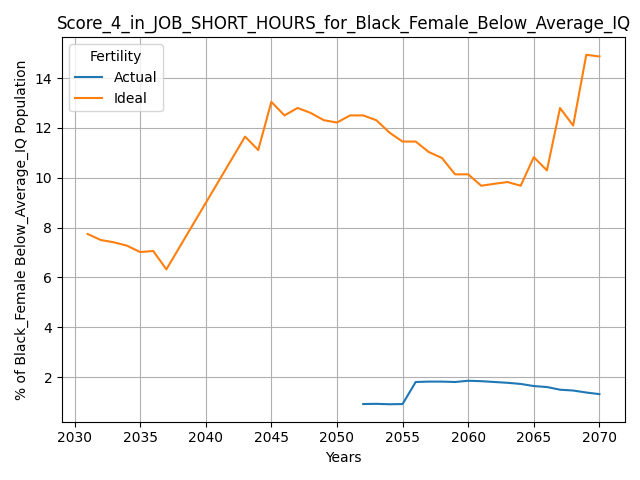 Score_4_in_JOB_SHORT_HOURS_for_Black_Female_Below_Average_IQ
Fertility
Actual
Ideal
% of Black_Female Below_Average_IQ Population
14
12
10
8
6
4
2
2030 2035 2040 2045 2050 2055 2060 2065 2070
Years